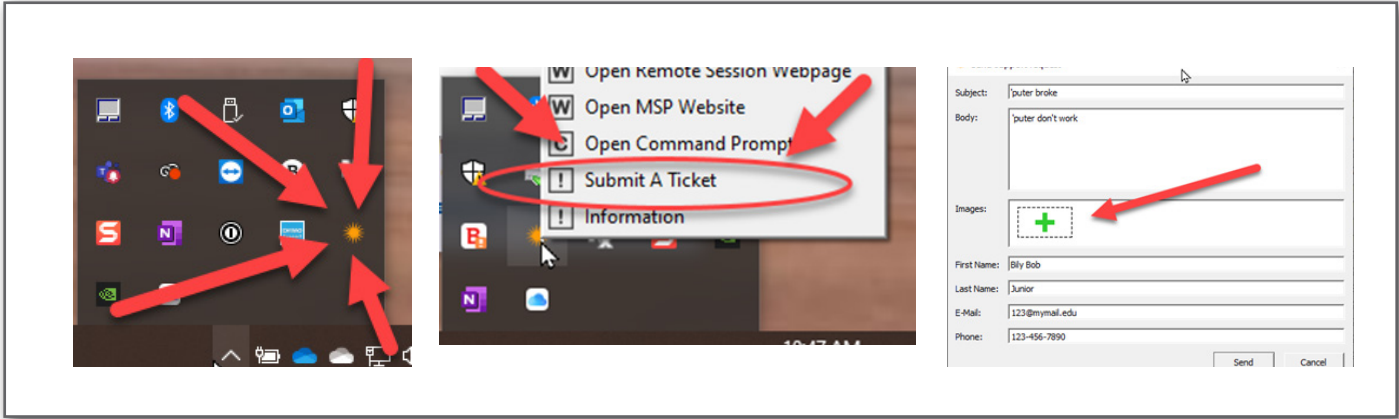 W Open Remote Session Webpage
W Open MSP Website
C Open Command Prompt
! Submit A Ticket
! Information
Subject: 'puter broke
Body: 'puter don't work
Images:
First Name: Bily Bob
Last Name: Junior
E-Mail: 123@mymail.edu
Phone: 123-456-7890
Send Cancel